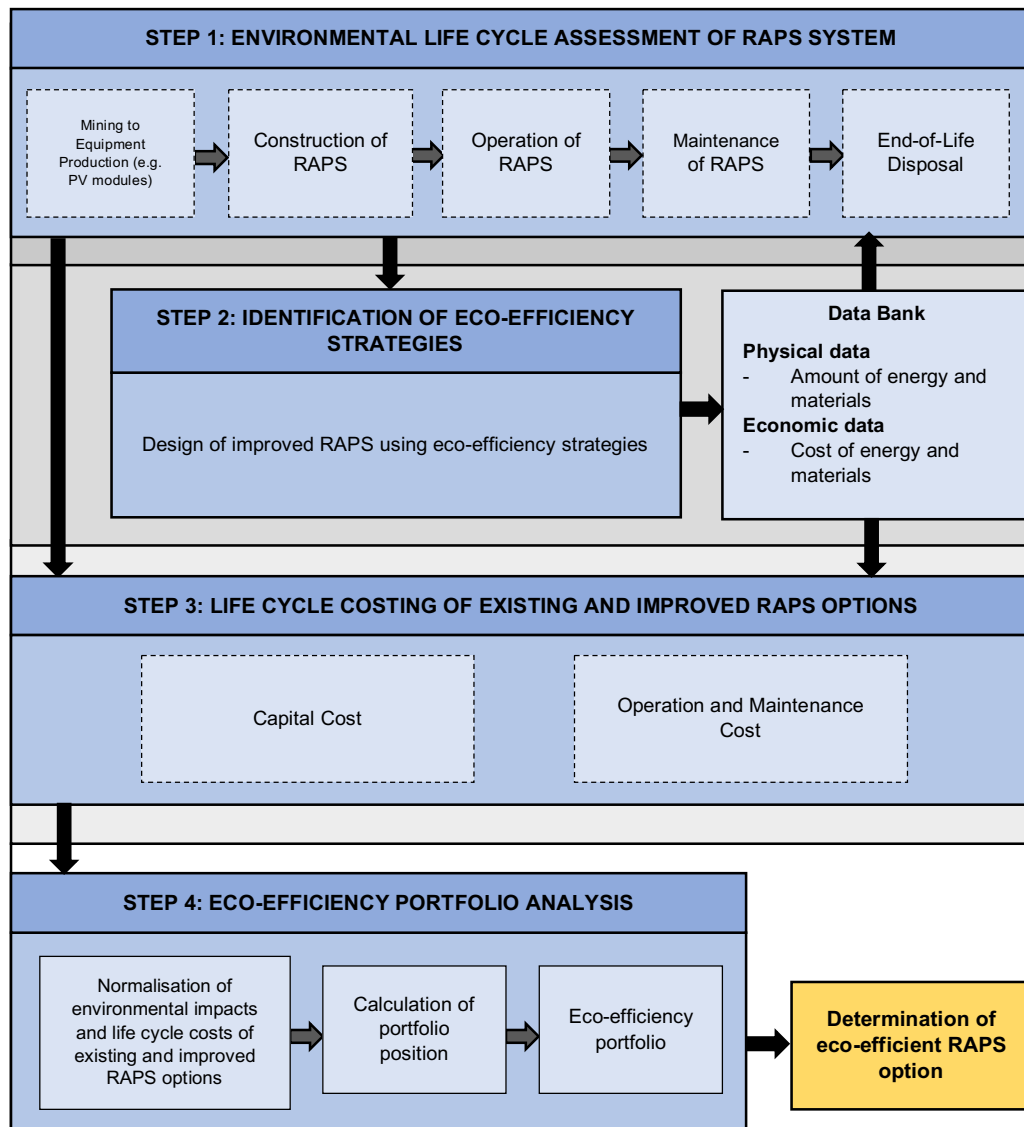 STEP 1: ENVIRONMENTAL LIFE CYCLE ASSESSMENT OF RAPS SYSTEM
Mining to
Equipment
Production (e.g.
PV modules)
Construction of
RAPS
Operation of
RAPS
Maintenance
of RAPS
End-of-Life
Disposal
STEP 2: IDENTIFICATION OF ECO-EFFICIENCY
STRATEGIES
Design of improved RAPS using eco-efficiency strategies
Data Bank
Physical data
- Amount of energy and
materials
Economic data
- Cost of energy and
materials
STEP 3: LIFE CYCLE COSTING OF EXISTING AND IMPROVED RAPS OPTIONS
Capital Cost
Operation and Maintenance
Cost
STEP 4: ECO-EFFICIENCY PORTFOLIO ANALYSIS
Normalisation of
environmental impacts
and life cycle costs of
existing and improved
RAPS options
Calculation of
portfolio
position
Eco-efficiency
portfolio
Determination of
eco-efficient RAPS
option